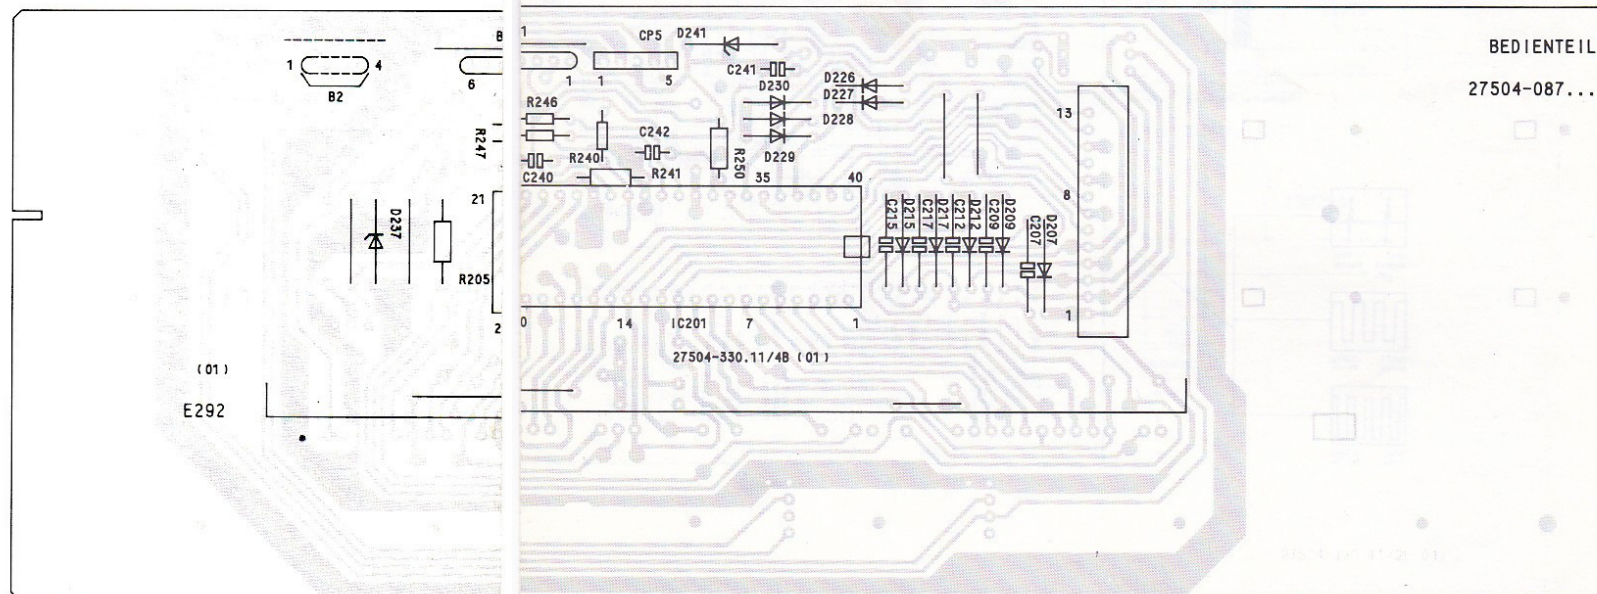 BEDIENTEIL
27504-087...
B 1
CP5
D241
1 4
B2
6 1
1 5
C241
D230
D226
D227
D228
D229
13
R246
R247
C242
R240
C240
R241
R250
21 35 40
8
D237
R205
C215
D215
C217
D217
C212
D212
C209
D209
C207
D207
2 0 14 IC201 7 1
1
27504-330.11/4B (01)
(01)
E292